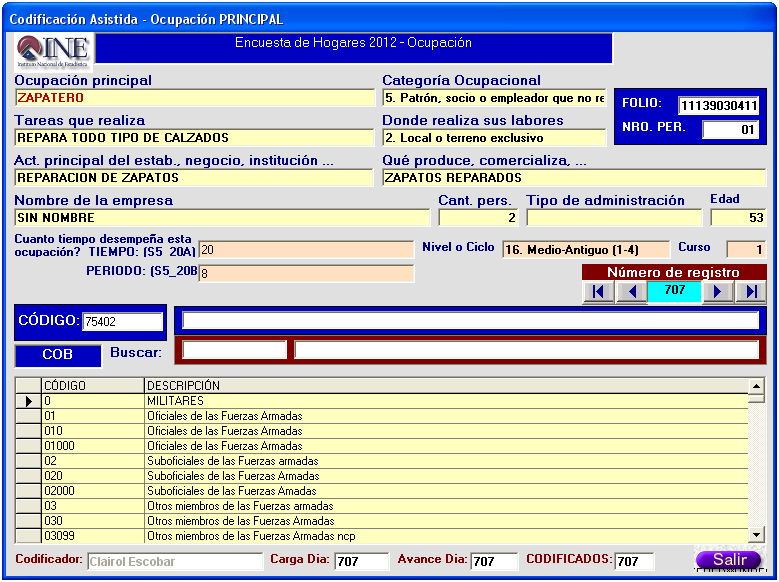 Codificación Asistida - Ocupación PRINCIPAL
INE
Instituto Nacional de Estadística
Encuesta de Hogares 2012 - Ocupación
Ocupación principal
ZAPATERO
Categoría Ocupacional
5. Patrón, socio o empleador que no re
FOLIO: 11139030411
NRO. PER. 01
Tareas que realiza
REPARA TODO TIPO DE CALZADOS
Donde realiza sus labores
2. Local o terreno exclusivo
Act. principal del estab., negocio, institución ...
REPARACION DE ZAPATOS
Qué produce, comercializa, ...
ZAPATOS REPARADOS
Nombre de la empresa
SIN NOMBRE
Cant. pers.
2
Tipo de administración
Edad
53
Cuanto tiempo desempeña esta
ocupación? TIEMPO: (S5_20A) 20
PERIODO: (S5_20B 8
Nivel o Ciclo 16. Medio-Antiguo (1-4) Curso 1
Número de registro
707
CÓDIGO: 75402
COB Buscar:
CÓDIGO DESCRIPCIÓN
0 MILITARES
01 Oficiales de las Fuerzas Armadas
010 Oficiales de las Fuerzas Armadas
01000 Oficiales de las Fuerzas Armadas
02 Suboficiales de las Fuerzas armadas
020 Suboficiales de las Fuerzas Armadas
02000 Suboficiales de las Fuerzas Amadas
03 Otros miembros de las Fuerzas armadas
030 Otros miembros de las Fuerzas Armadas
03099 Otros miembros de las Fuerzas Armadas ncp
Codificador: Clairol Escobar Carga Dia: 707 Avance Dia: 707 CODIFICADOS: 707 Salir